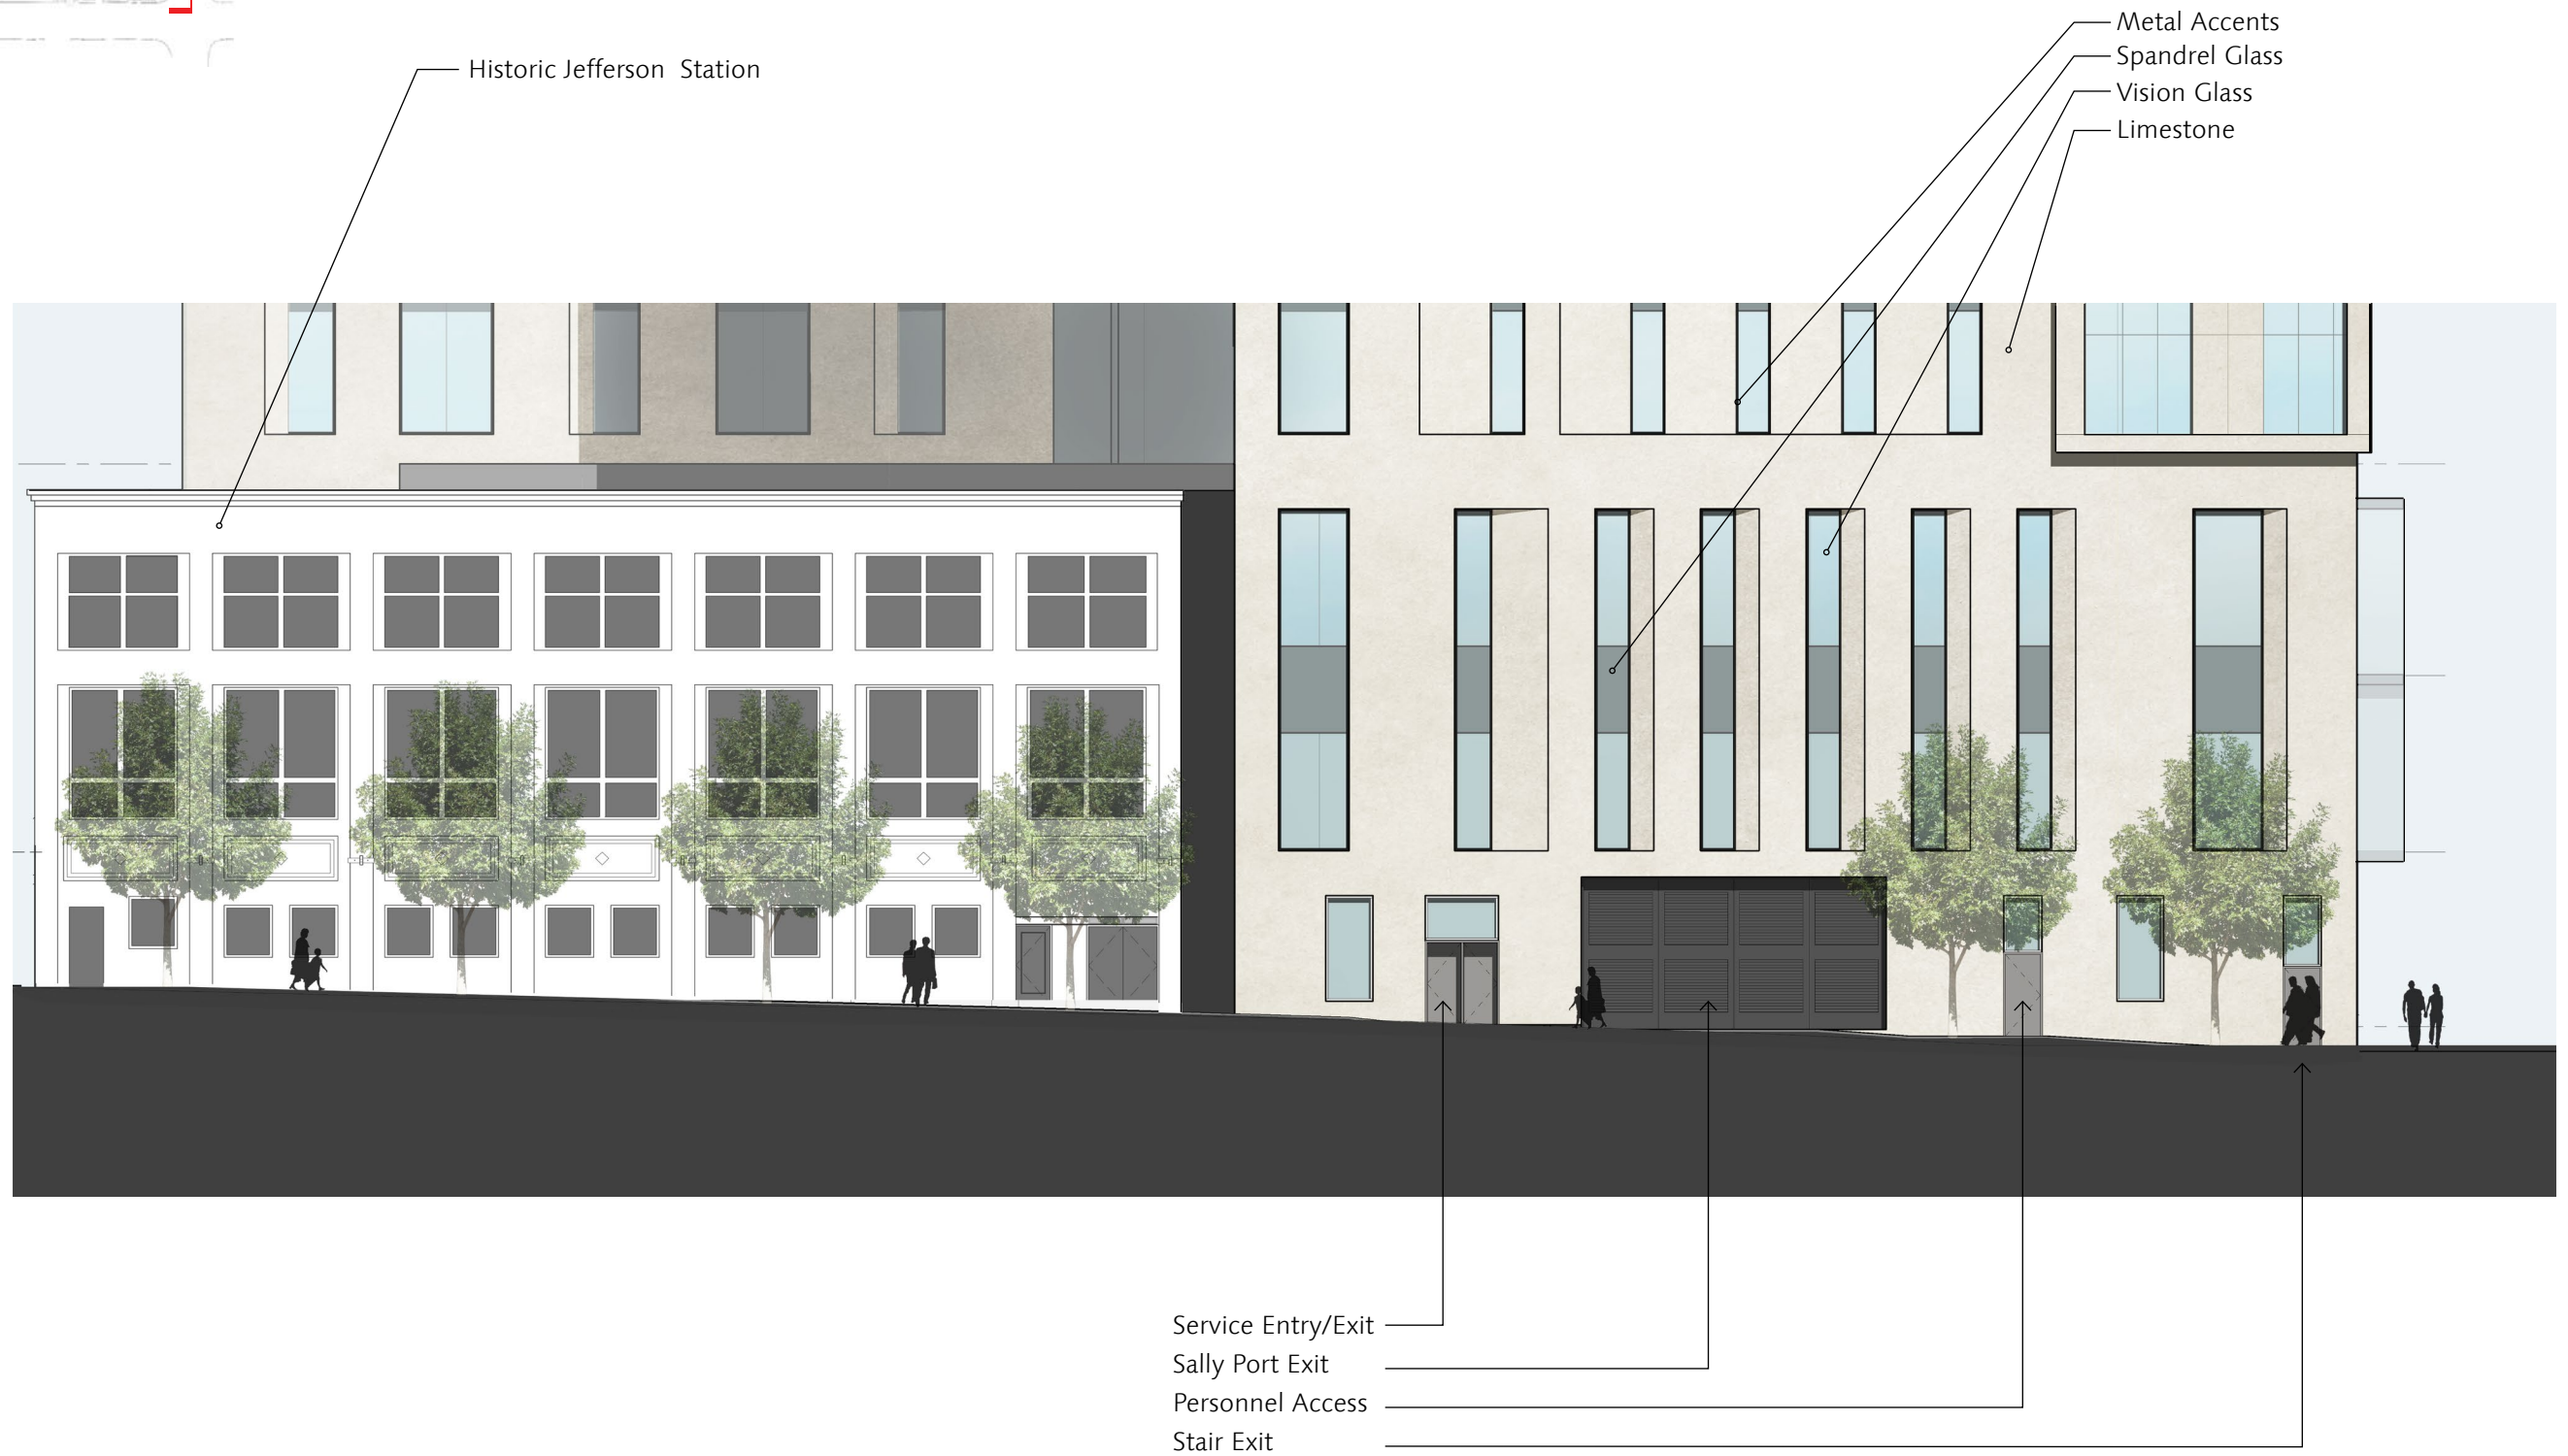 Metal Accents
Spandrel Glass
Historic Jefferson  Station
Vision Glass
Limestone
Service Entry/Exit
Sally Port Exit
Personnel Access
Stair Exit